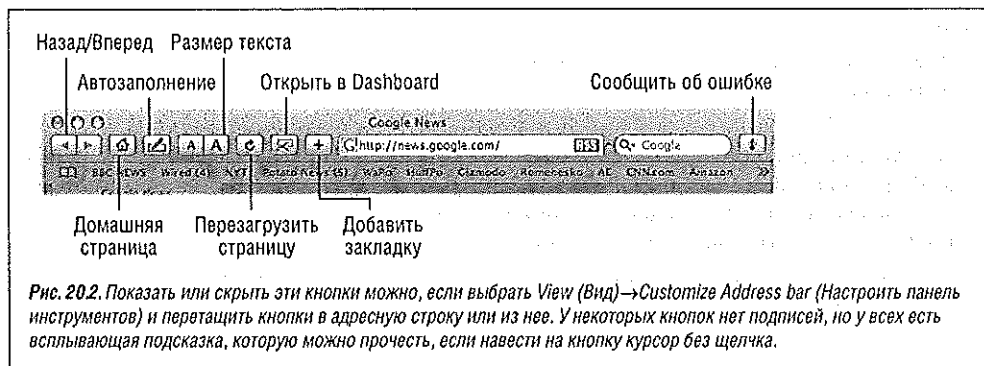 Назад/Вперед Размер текста
Автозаполнение Открыть в Dashboard Сообщить об ошибке
Google News
A A G http://news.google.com/ RSS Q Google
BBC NEWS Wired (4) NYT Potato News (5) WaPo HuffPo Gizmodo Romenesko AE CNN.com Amazon »
Домашняя Перезагрузить Добавить
страница страницу закладку
Рис. 20.2. Показать или скрыть эти кнопки можно, если выбрать View (Вид)→Customize Address bar (Настроить панель
инструментов) и перетащить кнопки в адресную строку или из нее. У некоторых кнопок нет подписей, но у всех есть
всплывающая подсказка, которую можно прочесть, если навести на кнопку курсор без щелчка.